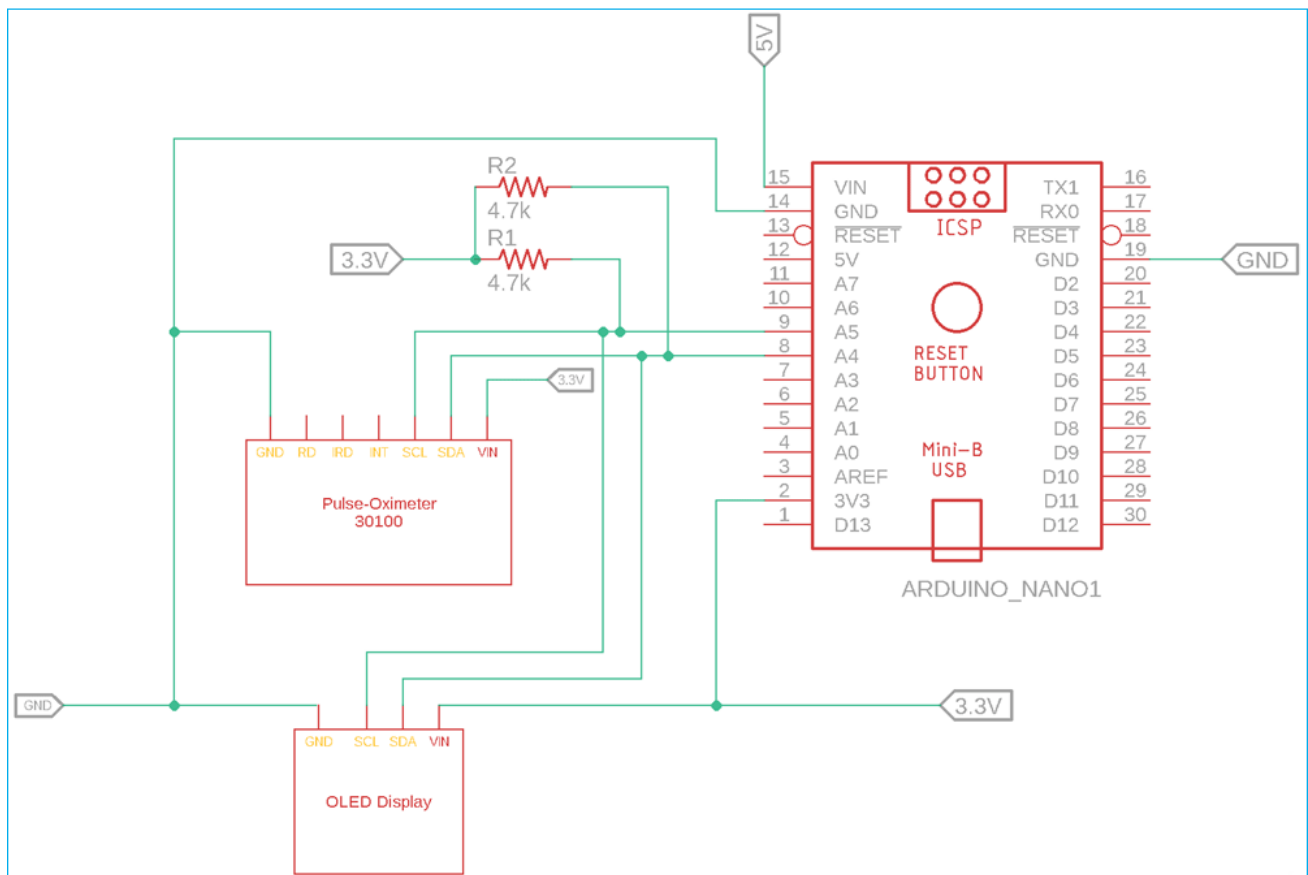 5V
R2
4.7k
R1
4.7k
3.3V
3.3V
GND RD IRD INT SCL SDA VIN
Pulse-Oximeter
30100
GND
GND SCL SDA VIN
OLED Display
3.3V
15 VIN TX1 16
14 GND RX0 17
13 RESET RESET 18
12 5V GND 19
11 A7 D2 20
10 A6 D3 21
9 A5 D4 22
8 A4 D5 23
7 A3 D6 24
6 A2 D7 25
5 A1 D8 26
4 A0 D9 27
3 AREF D10 28
2 3V3 D11 29
1 D13 D12 30
ICSP
RESET
BUTTON
Mini-B
USB
ARDUINO_NANO1
GND